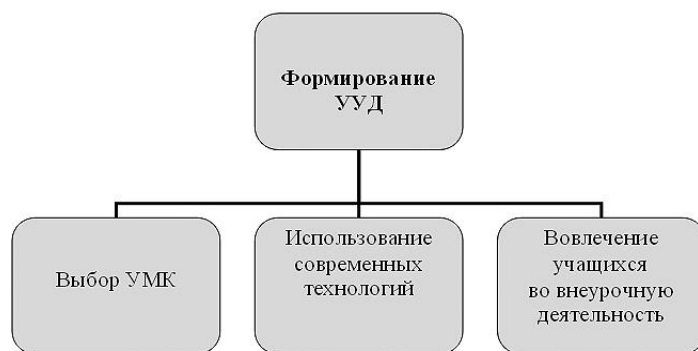 Формирование
УУД
Выбор УМК
Использование
современных
технологий
Вовлечение
учащихся
во внеурочную
деятельность